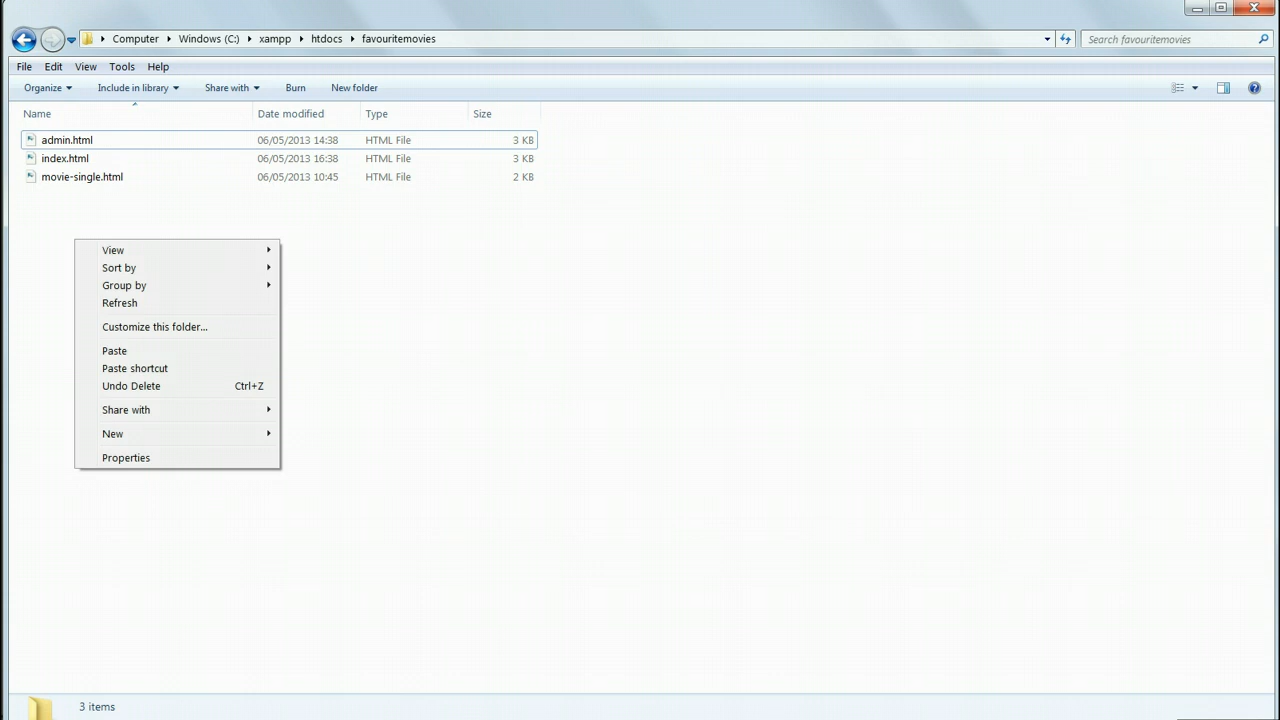 Computer Windows (C:) xampp htdocs favouritemovies Search favouritemovies
File Edit View Tools Help
Organize Include in library Share with Burn New folder
Name Date modified Type Size
admin.html 06/05/2013 14:38 HTML File 3 KB
index.html 06/05/2013 16:38 HTML File 3 KB
movie-single.html 06/05/2013 10:45 HTML File 2 KB
View
Sort by
Group by
Refresh
Customize this folder...
Paste
Paste shortcut
Undo Delete Ctrl+Z
Share with
New
Properties
3 items